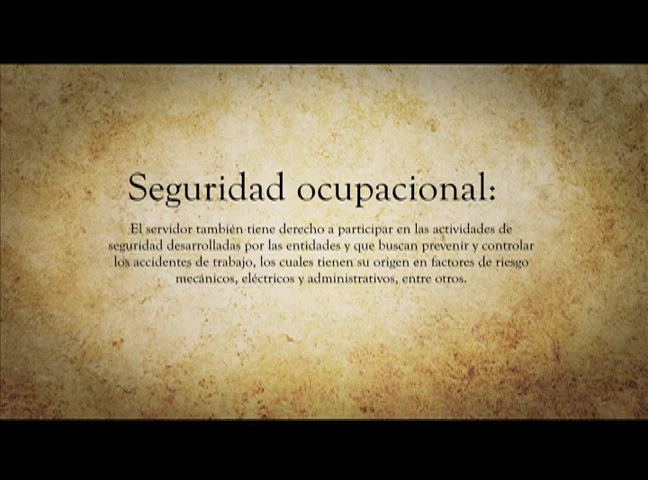 Seguridad ocupacional:
El servidor también tiene derecho a participar en las actividades de
seguridad desarrolladas por las entidades y que buscan prevenir y controlar
los accidentes de trabajo, los cuales tienen su origen en factores de riesgo
mecánicos, eléctricos y administrativos, entre otros.